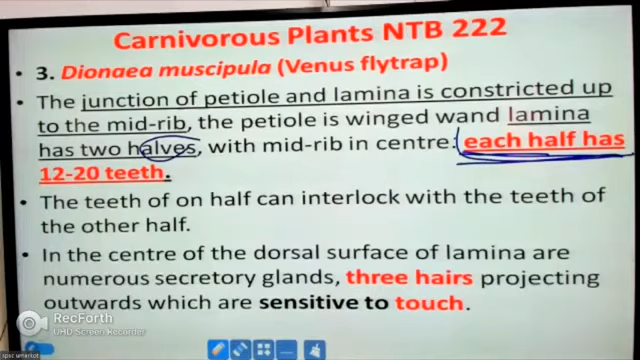 Carnivorous Plants NTB 222
• 3. Dionaea muscipula (Venus flytrap)
• The junction of petiole and lamina is constricted up
to the mid-rib, the petiole is winged wand lamina
has two halves, with mid-rib in centre. each half has
12-20 teeth.
• The teeth of on half can interlock with the teeth of
the other half.
• In the centre of the dorsal surface of lamina are
numerous secretory glands, three hairs projecting
outwards which are sensitive to touch.
RecForth
UHD Screen Recorder
spsc umerkot